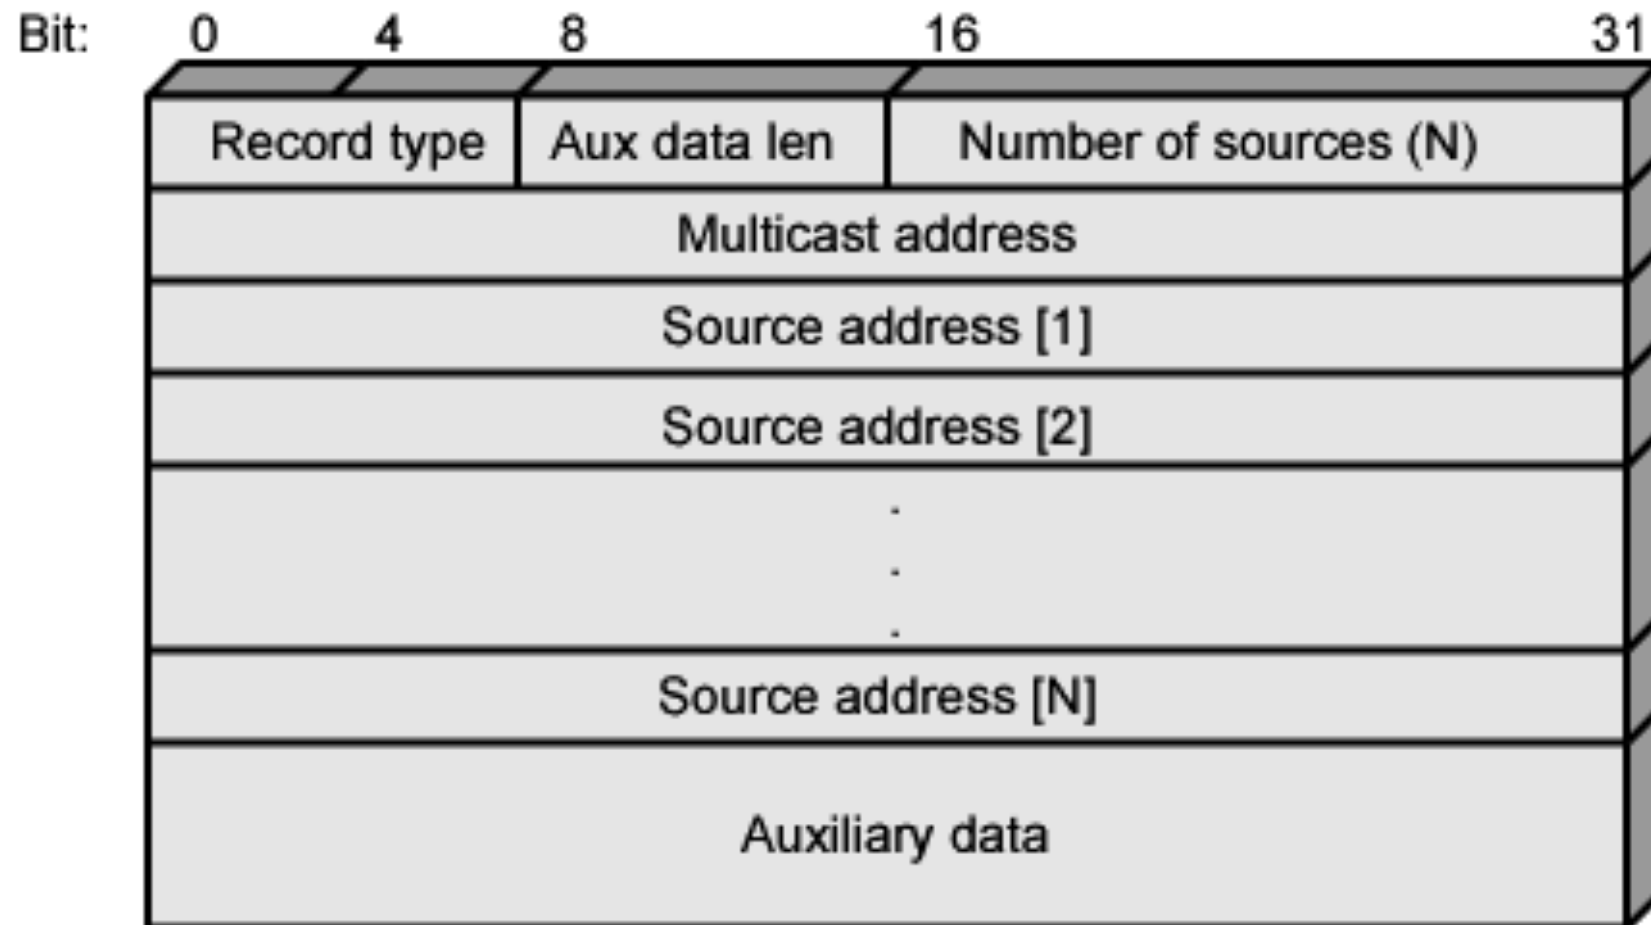 Bit: 0 4 8 16 31
Record type Aux data len Number of sources (N)
Multicast address
Source address [1]
Source address [2]
.
.
.
Source address [N]
Auxiliary data